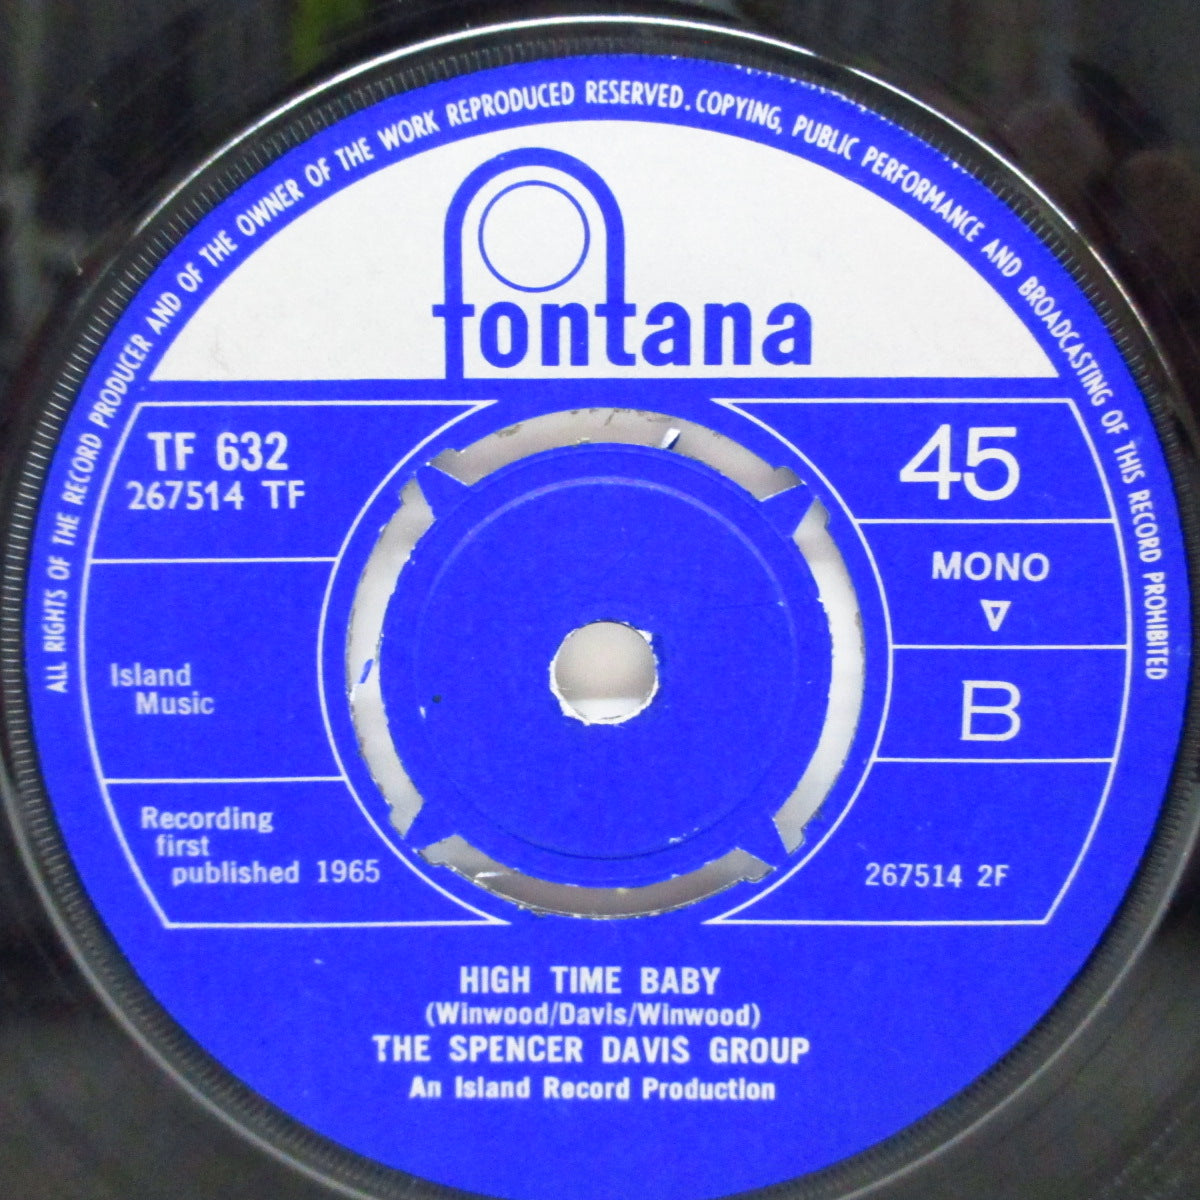 ALL RIGHTS OF THE RECORD PRODUCER AND OF THE OWNER OF THE WORK REPRODUCED RESERVED. COPYING, PUBLIC PERFORMANCE AND BROADCASTING OF THIS RECORD PROHIBITED
fontana
TF 632
267514 TF
Island
Music
Recording
first
published 1965
45
MONO
B
267514 2F
HIGH TIME BABY
(Winwood/Davis/Winwood)
THE SPENCER DAVIS GROUP
An Island Record Production